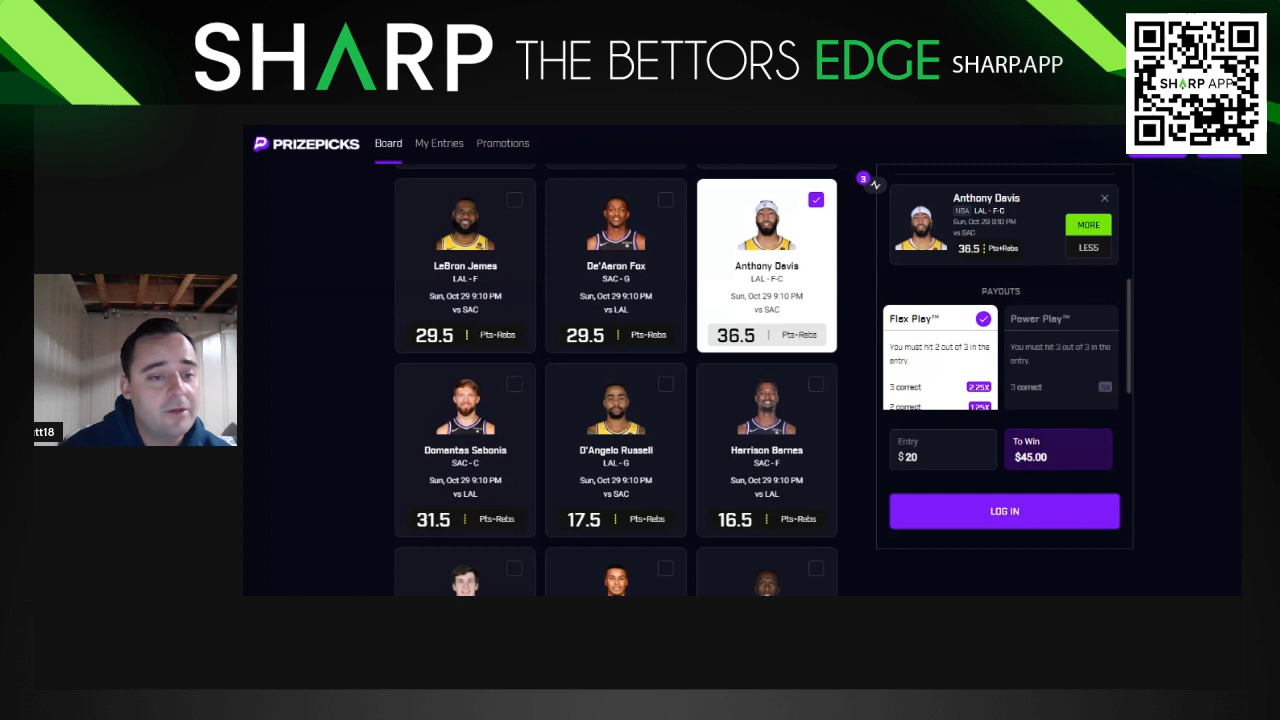 SHARP THE BETTORS EDGE SHARP.APP
SHARP APP
PRIZEPICKS Board My Entries Promotions
LeBron James
LAL - F
Sun, Oct 29 9:10 PM
vs SAC
29.5 Pts+Rebs
De'Aaron Fox
SAC - G
Sun, Oct 29 9:10 PM
vs LAL
29.5 Pts+Rebs
Anthony Davis
LAL - F-C
Sun, Oct 29 9:10 PM
vs SAC
36.5 Pts+Rebs
Domantas Sabonis
SAC - C
Sun, Oct 29 9:10 PM
vs LAL
31.5 Pts+Rebs
D'Angelo Russell
LAL - G
Sun, Oct 29 9:10 PM
vs SAC
17.5 Pts+Rebs
Harrison Barnes
SAC - F
Sun, Oct 29 9:10 PM
vs LAL
16.5 Pts+Rebs
3
Anthony Davis
NBA LAL - F-C
Sun, Oct 29 9:10 PM
vs SAC
36.5 Pts+Rebs
MORE
LESS
PAYOUTS
Flex Play™
You must hit 2 out of 3 in the
entry.
3 correct 2.25X
2 correct 1.25X
Power Play™
You must hit 3 out of 3 in the
entry.
3 correct 5X
Entry
$ 20
To Win
$45.00
LOG IN
tt18